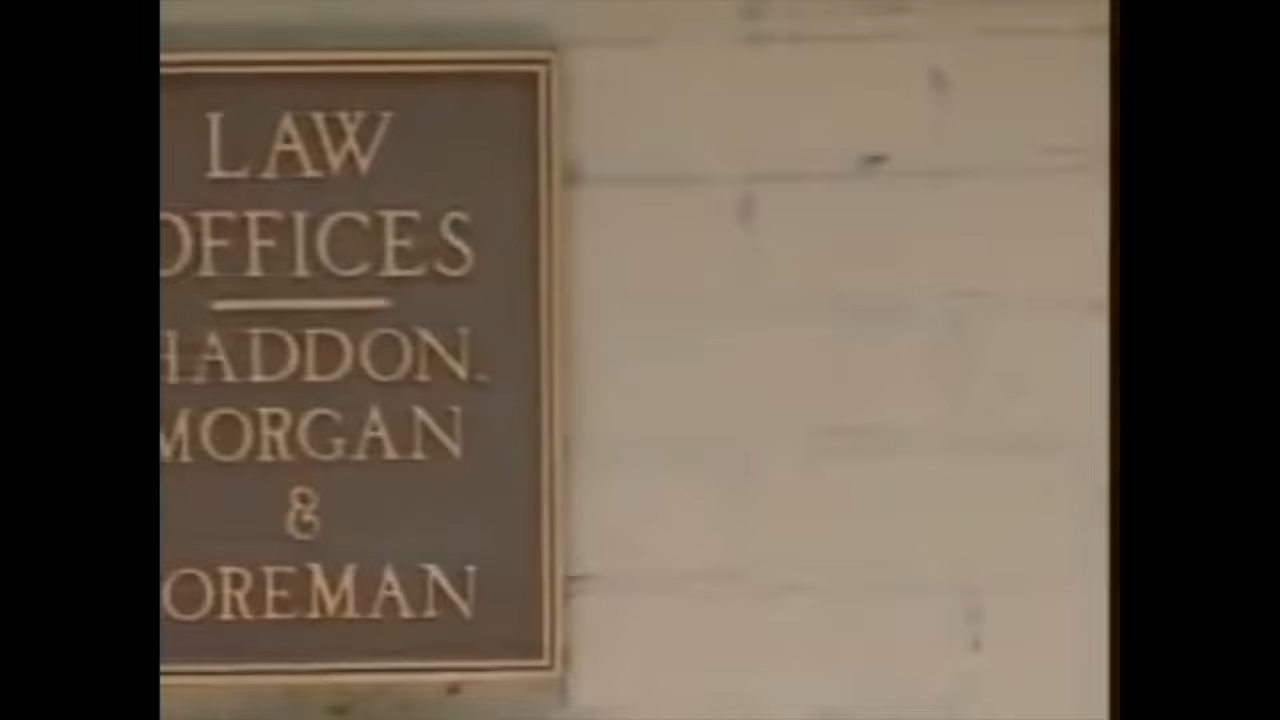 LAW
OFFICES
HADDON.
MORGAN
&
OREMAN